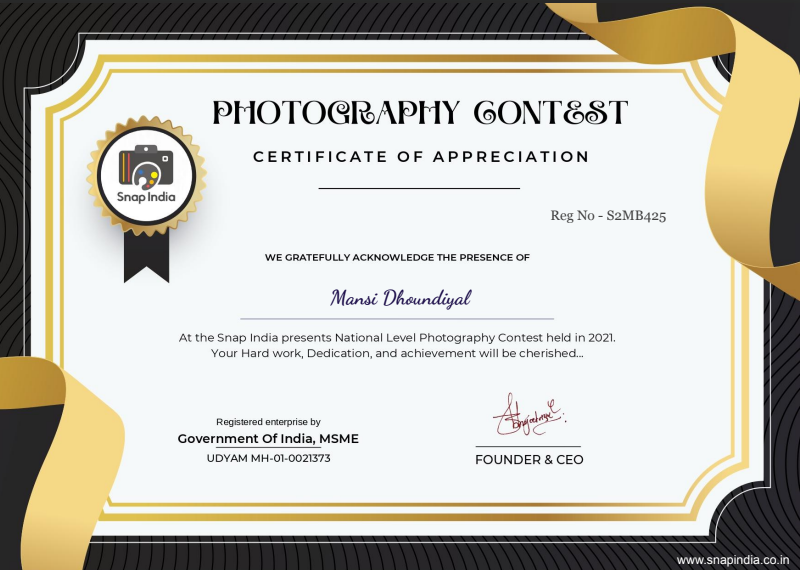 PHOTOGRAPHY CONTEST
CERTIFICATE OF APPRECIATION
Snap India
Reg No - S2MB425
WE GRATEFULLY ACKNOWLEDGE THE PRESENCE OF
Mansi Dhoundiyal
At the Snap India presents National Level Photography Contest held in 2021.
Your Hard work, Dedication, and achievement will be cherished...
Registered enterprise by
Government Of India, MSME
UDYAM MH-01-0021373
FOUNDER & CEO
www.snapindia.co.in